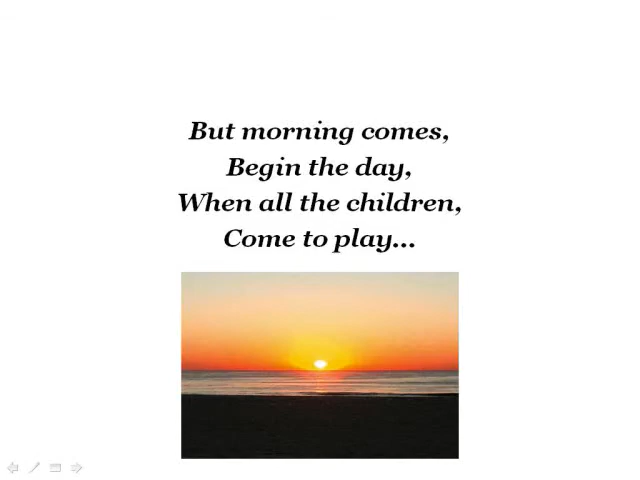 But morning comes,
Begin the day,
When all the children,
Come to play...